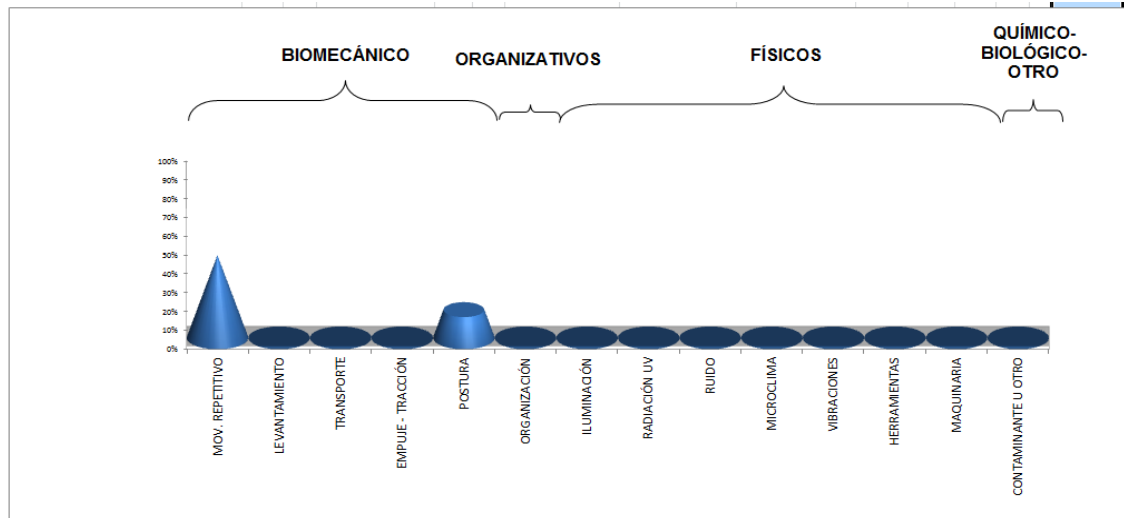 BIOMECÁNICO
ORGANIZATIVOS
FÍSICOS
QUÍMICO-
BIOLÓGICO-
OTRO
100%
90%
80%
70%
60%
50%
40%
30%
20%
10%
0%
MOV. REPETITIVO
LEVANTAMIENTO
TRANSPORTE
EMPUJE - TRACCIÓN
POSTURA
ORGANIZACIÓN
ILUMINACIÓN
RADIACIÓN UV
RUIDO
MICROCLIMA
VIBRACIONES
HERRAMIENTAS
MAQUINARIA
CONTAMINANTE U OTRO